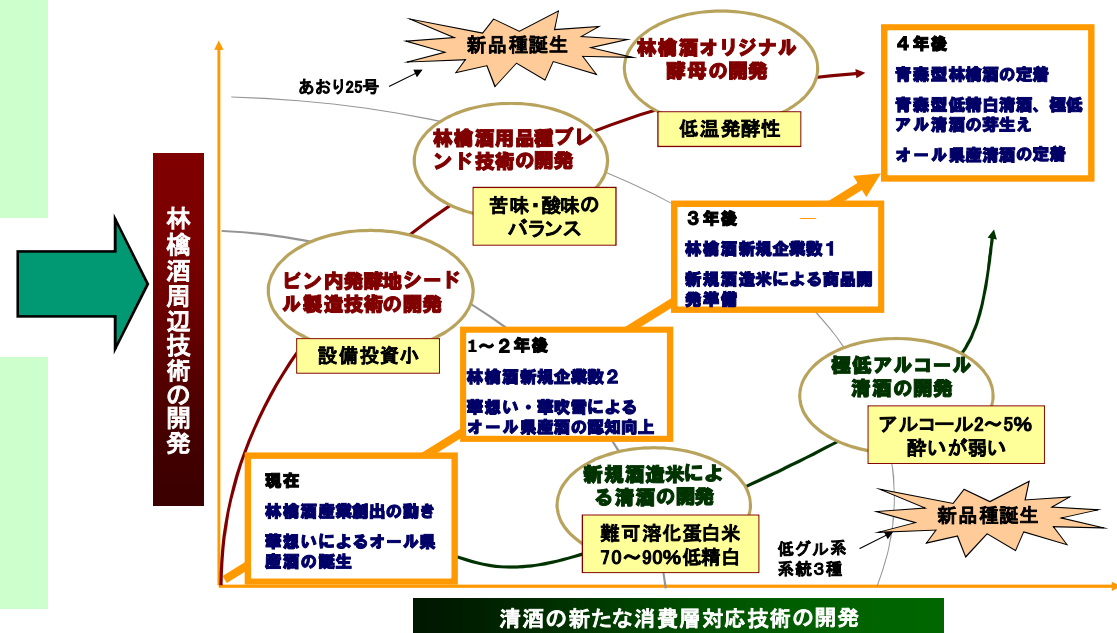 新品種誕生
あおり25号
林檎酒オリジナル
酵母の開発
低温発酵性
4年後
青森型林檎酒の定着
青森型低精白清酒、極低
アル清酒の芽生え
オール県産清酒の定着
林檎酒用品種ブレ
ンド技術の開発
苦味・酸味の
バランス
3年後
林檎酒新規企業数1
新規酒造米による商品開
発準備
林檎酒周辺技術の開発
ビン内発酵地シード
ル製造技術の開発
設備投資小
1~2年後
林檎酒新規企業数2
華想い・華吹雪による
オール県産酒の認知向上
極低アルコール
清酒の開発
アルコール2~5%
酔いが弱い
現在
林檎酒産業創出の動き
華想いによるオール県
産酒の誕生
新規酒造米によ
る清酒の開発
難可溶化蛋白米
70~90%低精白
新品種誕生
低グル系
系統3種
清酒の新たな消費層対応技術の開発